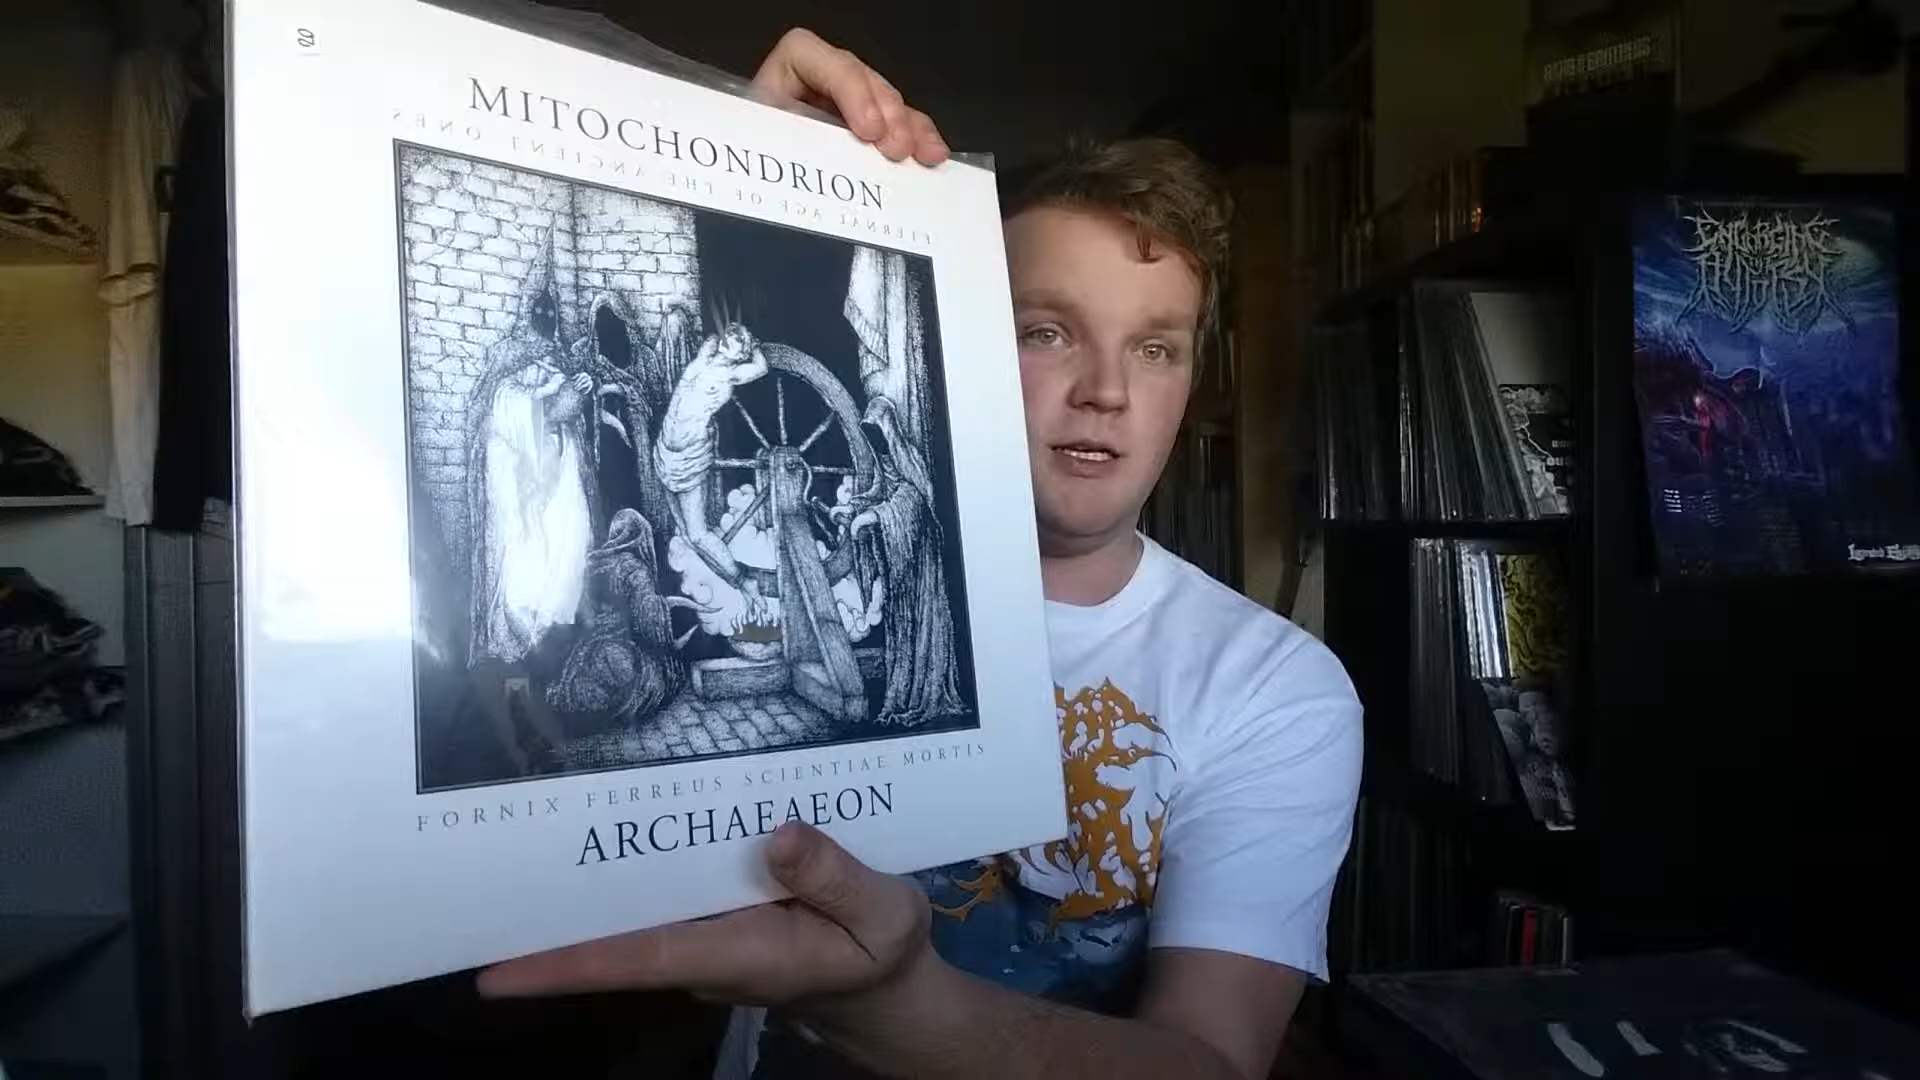 MITOCHONDRION
ETERNAL AGE OF THE ANCIENT ONES
FORNIX FERREUS SCIENTIAE MORTIS
ARCHAEAEON